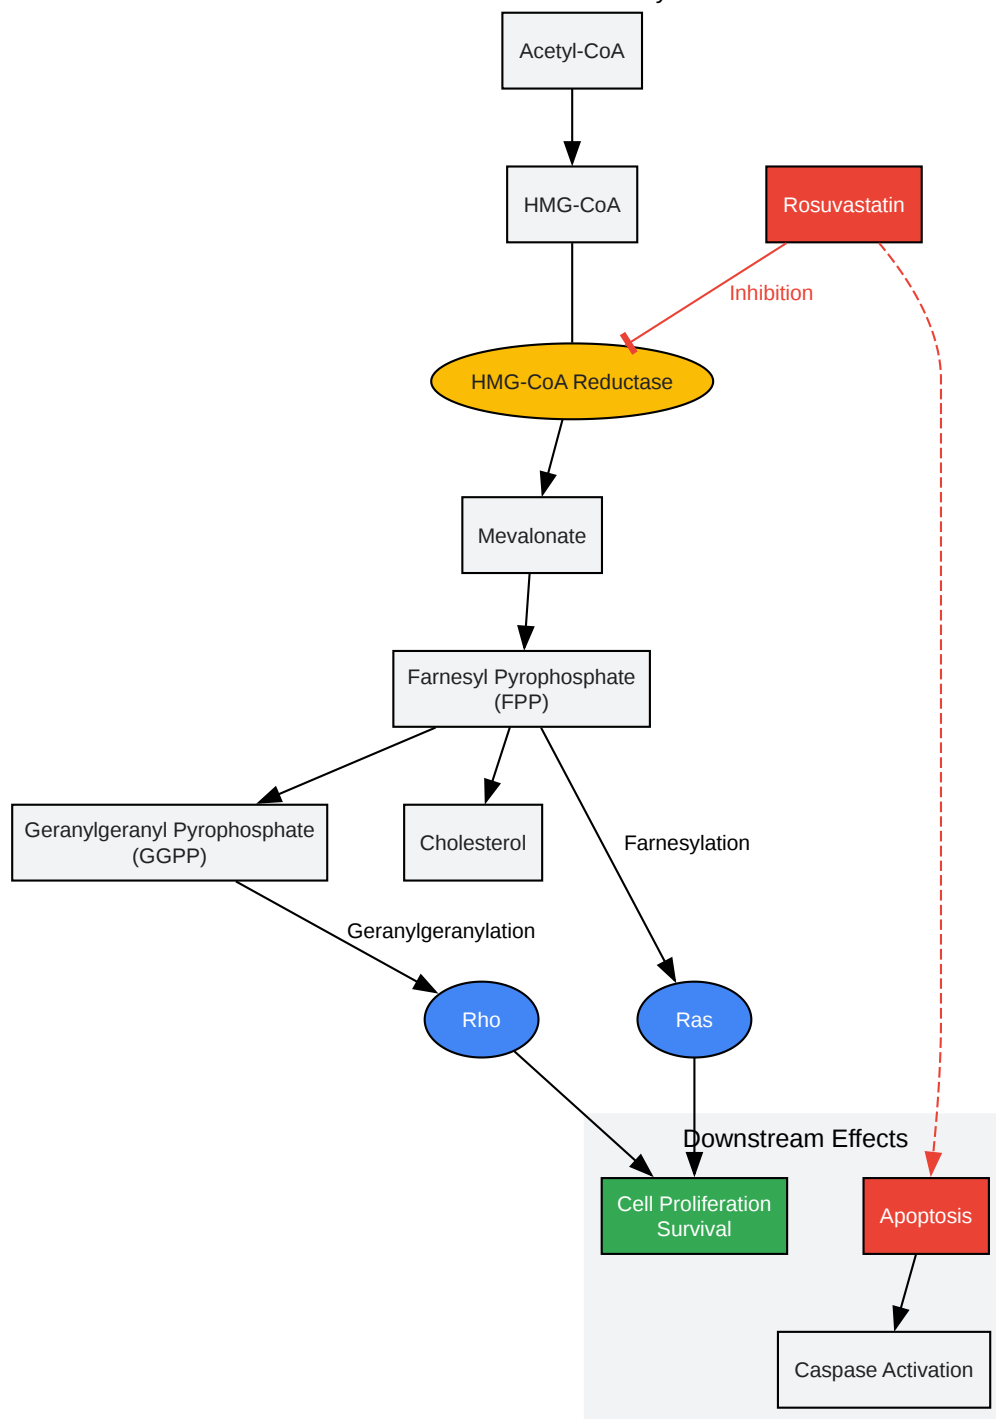 Acetyl-CoA
HMG-CoA
Rosuvastatin
Inhibition
HMG-CoA Reductase
Mevalonate
Farnesyl Pyrophosphate
(FPP)
Geranylgeranyl Pyrophosphate
(GGPP)
Cholesterol
Farnesylation
Geranylgeranylation
Rho
Ras
Downstream Effects
Cell Proliferation
Survival
Apoptosis
Caspase Activation